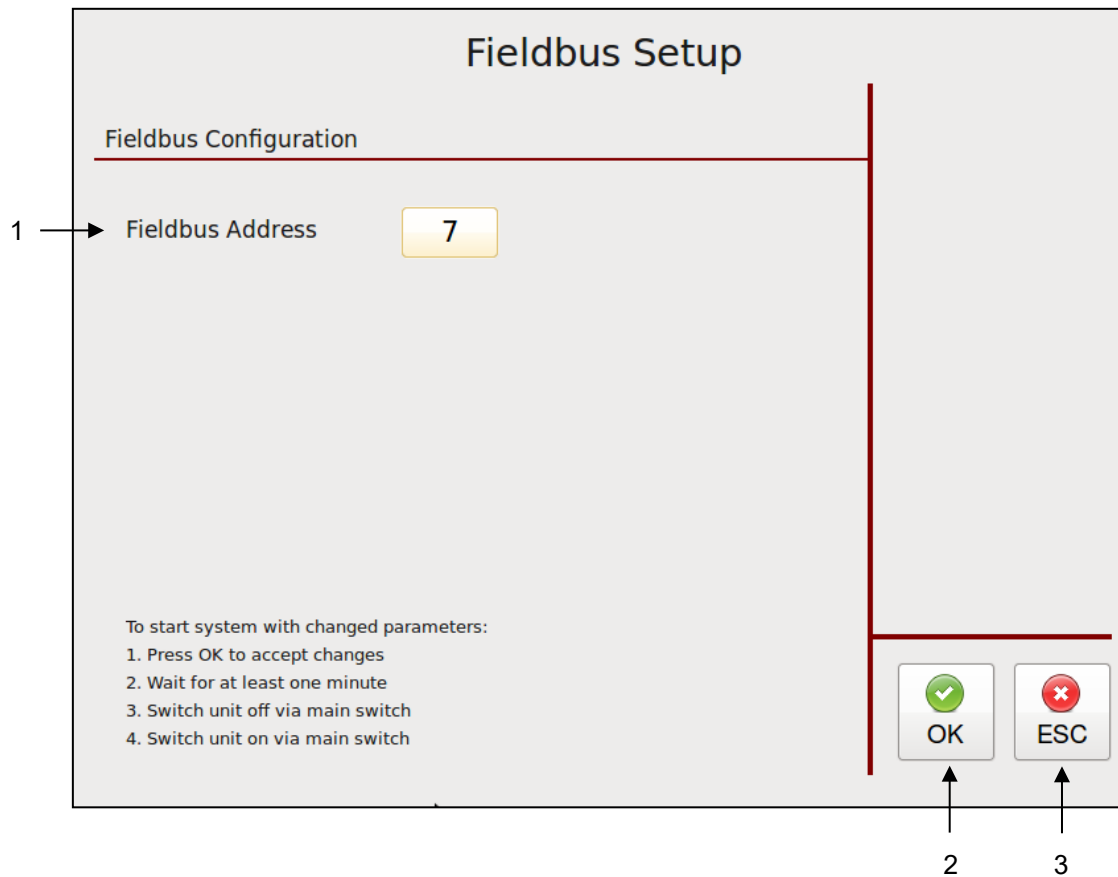 Fieldbus Setup
Fieldbus Configuration
1
Fieldbus Address
7
To start system with changed parameters:
1. Press OK to accept changes
2. Wait for at least one minute
3. Switch unit off via main switch
4. Switch unit on via main switch
OK
ESC
2
3